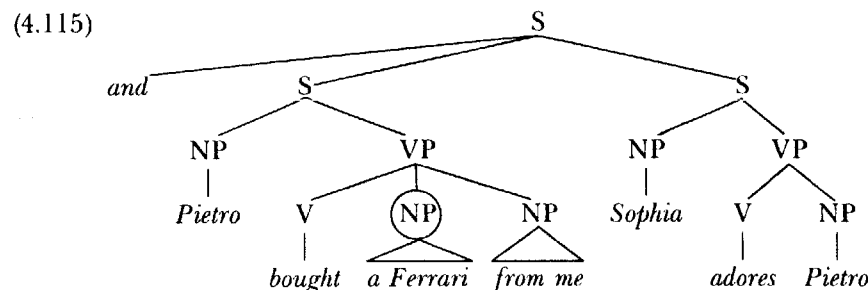 (4.115) S
and S S
NP VP NP VP
Pietro V NP NP Sophia V NP
bought a Ferrari from me adores Pietro